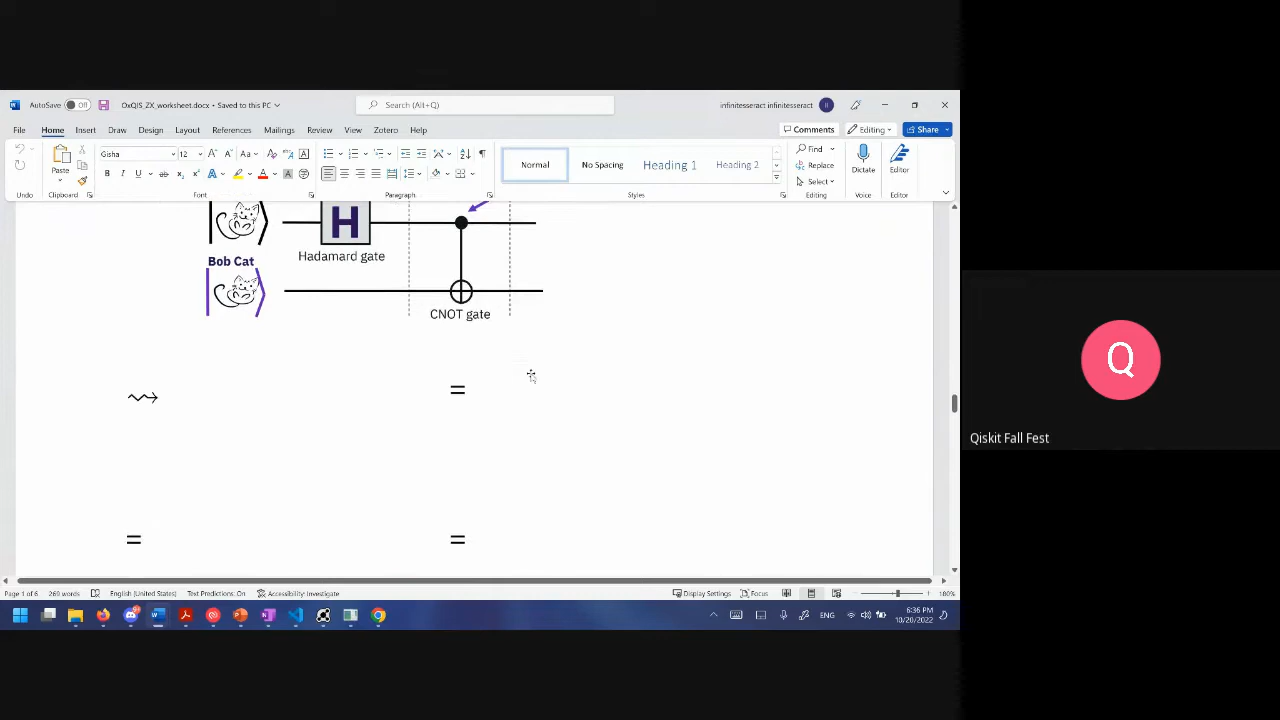 AutoSave Off OxQIS_ZX_worksheet.docx • Saved to this PC Search (Alt+Q) infinitesseract infinitesseract
File Home Insert Draw Design Layout References Mailings Review View Zotero Help Comments Editing Share
Gisha 12 Normal No Spacing Heading 1 Heading 2 Find
Paste Replace
Select Dictate Editor
Undo Clipboard Font Paragraph Styles Editing Voice Editor
H
Hadamard gate
Bob Cat
CNOT gate
=
= =
Q
Qiskit Fall Fest
Page 1 of 6 269 words English (United States) Text Predictions: On Accessibility: Investigate Display Settings Focus 180%
ENG 6:36 PM
10/20/2022